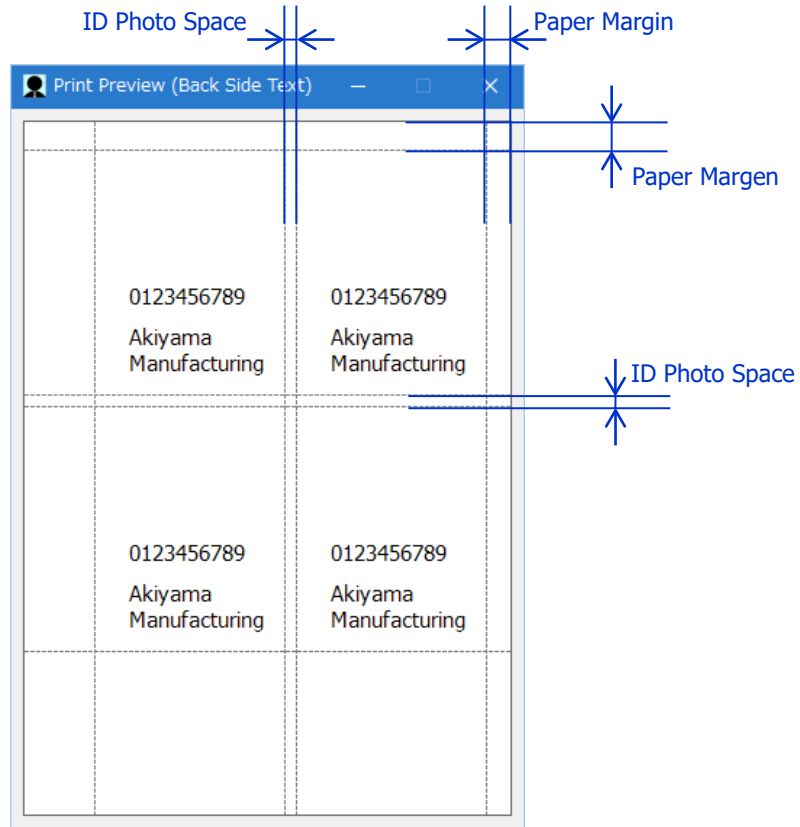 ID Photo Space
Paper Margin
Print Preview (Back Side Text)
Paper Margen
0123456789
0123456789
Akiyama
Manufacturing
Akiyama
Manufacturing
ID Photo Space
0123456789
0123456789
Akiyama
Manufacturing
Akiyama
Manufacturing